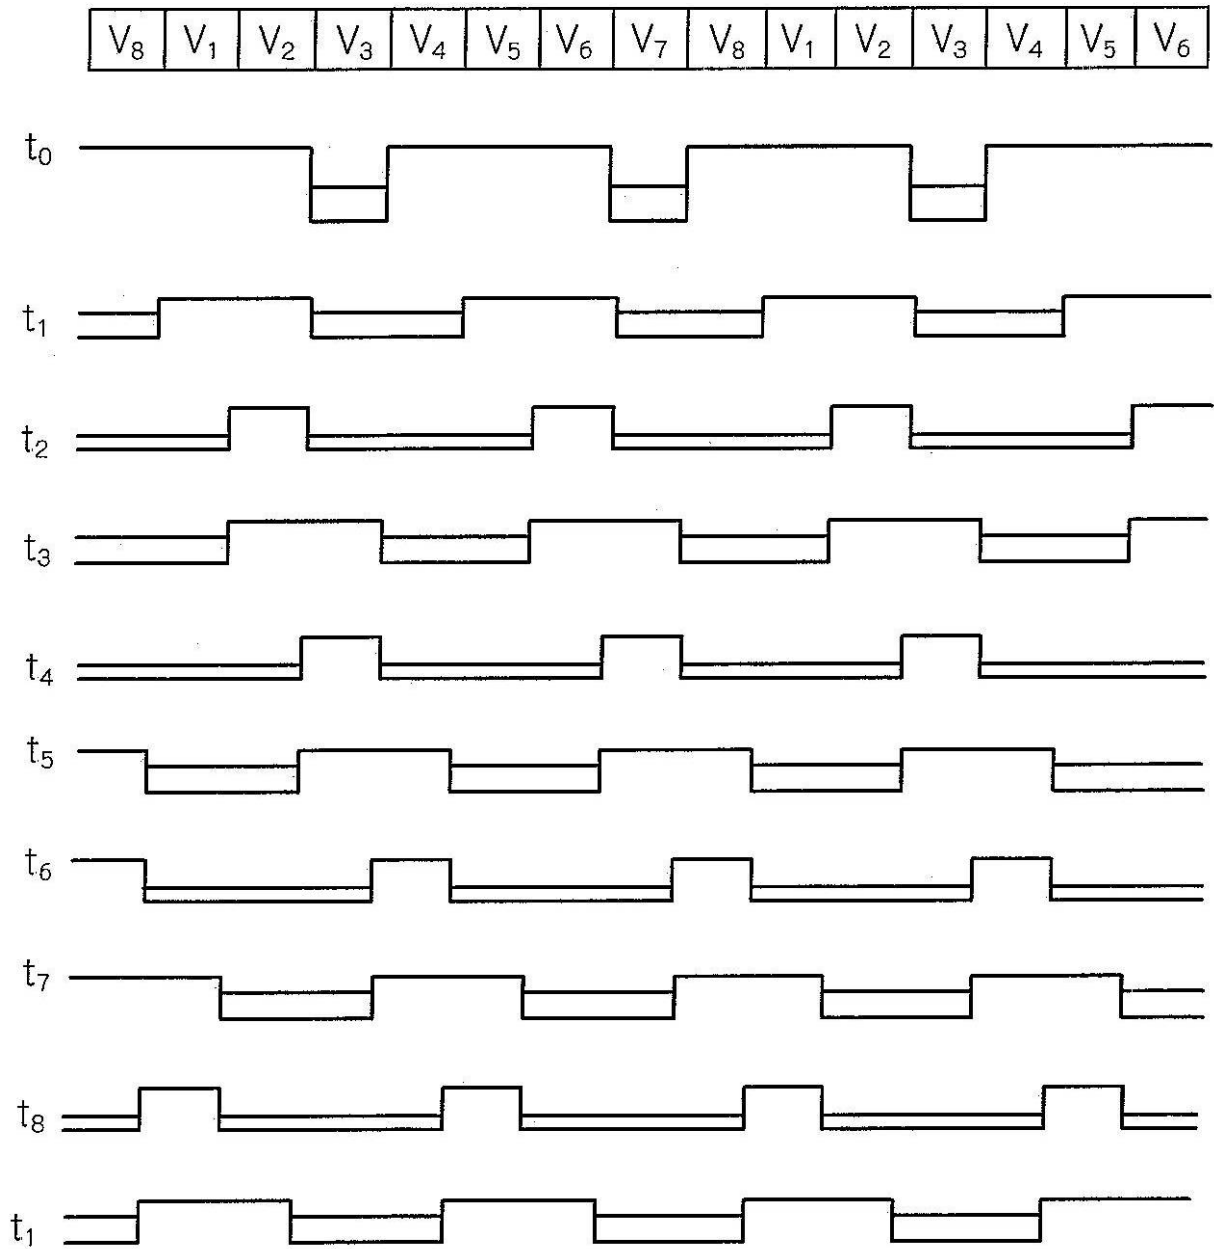 V₈ V₁ V₂ V₃ V₄ V₅ V₆ V₇ V₈ V₁ V₂ V₃ V₄ V₅ V₆
t₀
t₁
t₂
t₃
t₄
t₅
t₆
t₇
t₈
t₁